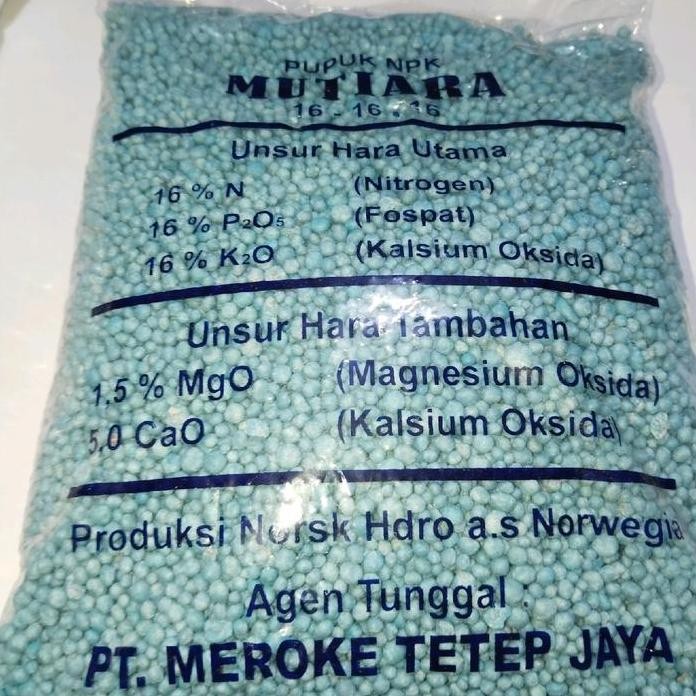 PUPUK NPK
MUTIARA
16 - 16 . 16
Unsur Hara Utama
16 % N (Nitrogen)
16 % P₂O₅ (Fospat)
16 % K₂O (Kalsium Oksida)
Unsur Hara Tambahan
1.5 % MgO (Magnesium Oksida)
5.0 CaO (Kalsium Oksida)
Produksi Norsk Hdro a.s Norwegia
Agen Tunggal :
PT. MEROKE TETEP JAYA